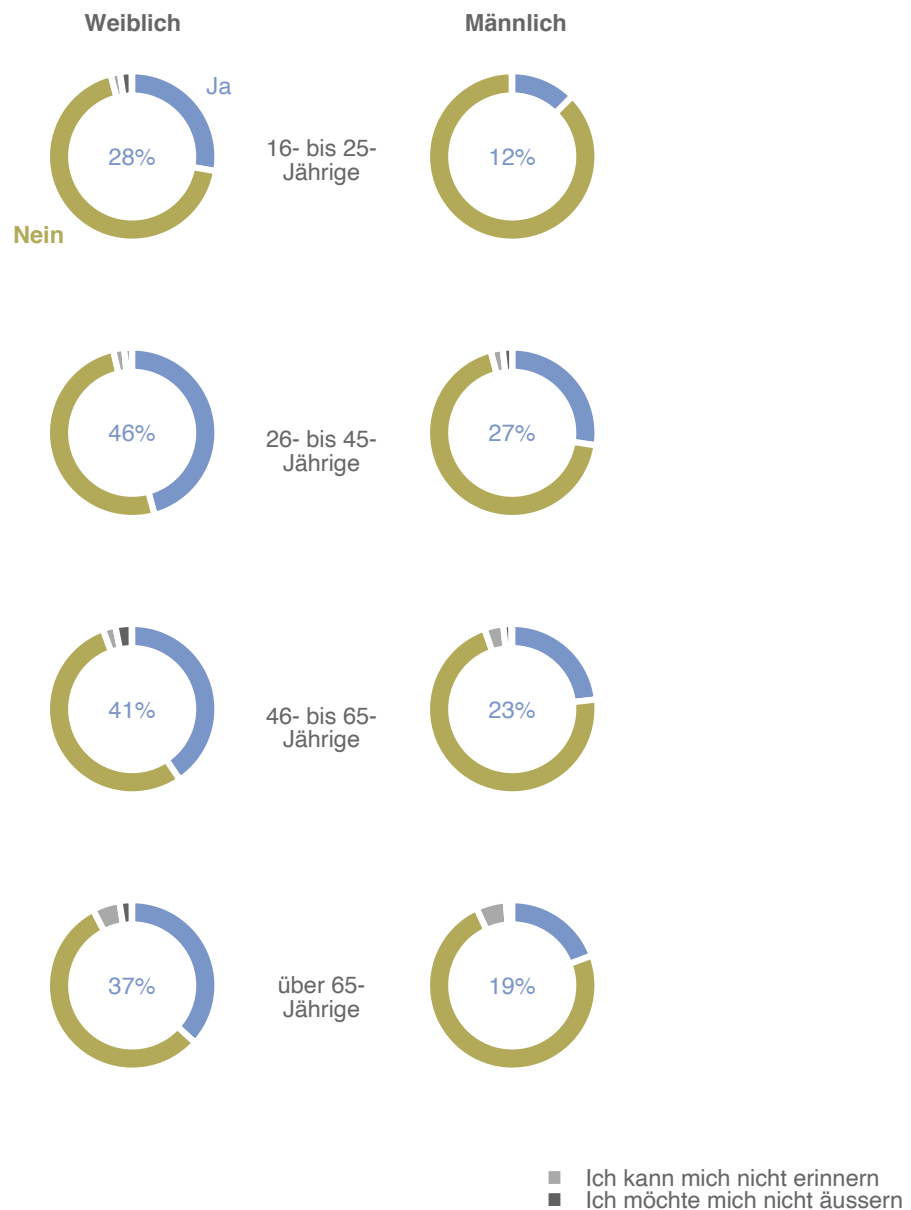 Weiblich
Männlich
Ja
28%
16- bis 25-
Jährige
12%
Nein
46%
26- bis 45-
Jährige
27%
41%
46- bis 65-
Jährige
23%
37%
über 65-
Jährige
19%
Ich kann mich nicht erinnern
Ich möchte mich nicht äussern